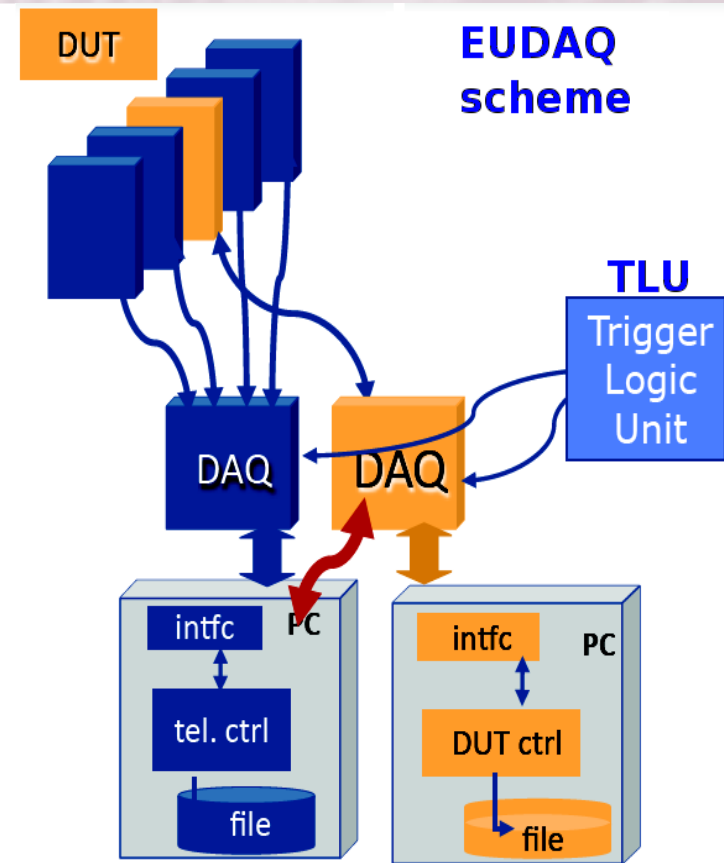 DUT
EUDAQ
scheme
TLU
Trigger
Logic
Unit
DAQ
DAQ
intfc
PC
tel. ctrl
file
intfc
PC
DUT ctrl
file